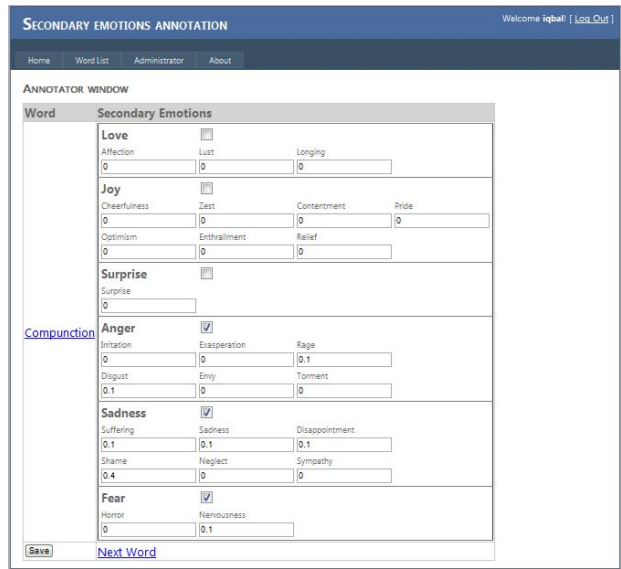 SECONDARY EMOTIONS ANNOTATION
Welcome iqbal! [ Log Out ]
Home Word List Administrator About
ANNOTATOR WINDOW
Word Secondary Emotions
Love
Affection Lust Longing
0 0 0
Joy
Cheerfulness Zest Contentment Pride
0 0 0 0
Optimism Enthrallment Relief
0 0 0
Surprise
Surprise
0
Compunction
Anger
Irritation Exasperation Rage
0 0 0.1
Disgust Envy Torment
0.1 0 0
Sadness
Suffering Sadness Disappointment
0.1 0.1 0.1
Shame Neglect Sympathy
0.4 0 0
Fear
Horror Nervousness
0 0.1
Save Next Word